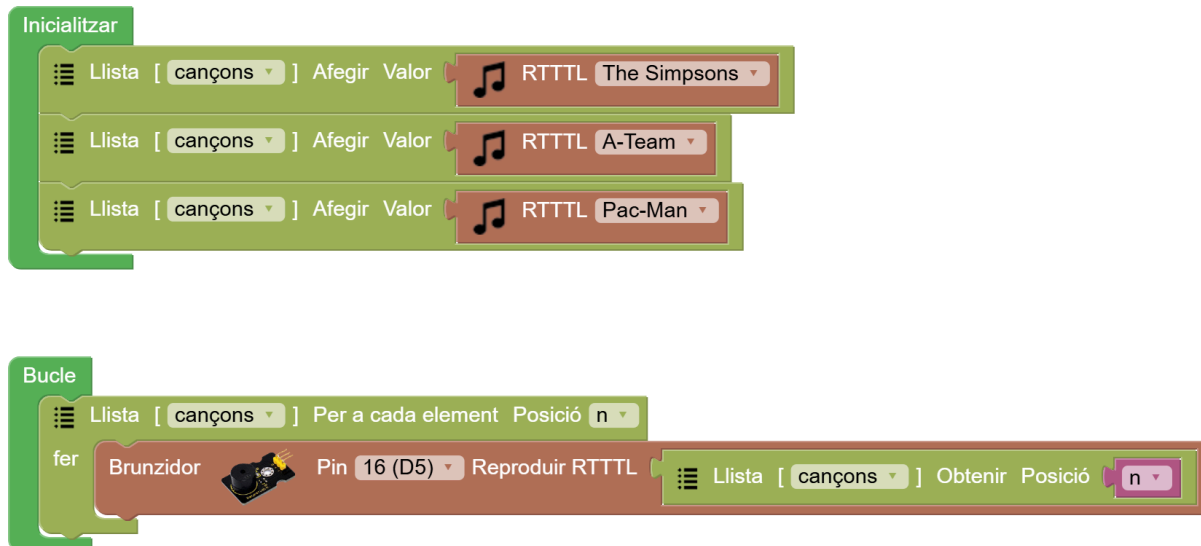 Inicialitzar
Llista [ cançons ] Afegir Valor RTTTL The Simpsons
Llista [ cançons ] Afegir Valor RTTTL A-Team
Llista [ cançons ] Afegir Valor RTTTL Pac-Man
Bucle
Llista [ cançons ] Per a cada element Posició n
fer Brunzidor Pin 16 (D5) Reproduir RTTTL Llista [ cançons ] Obtenir Posició n